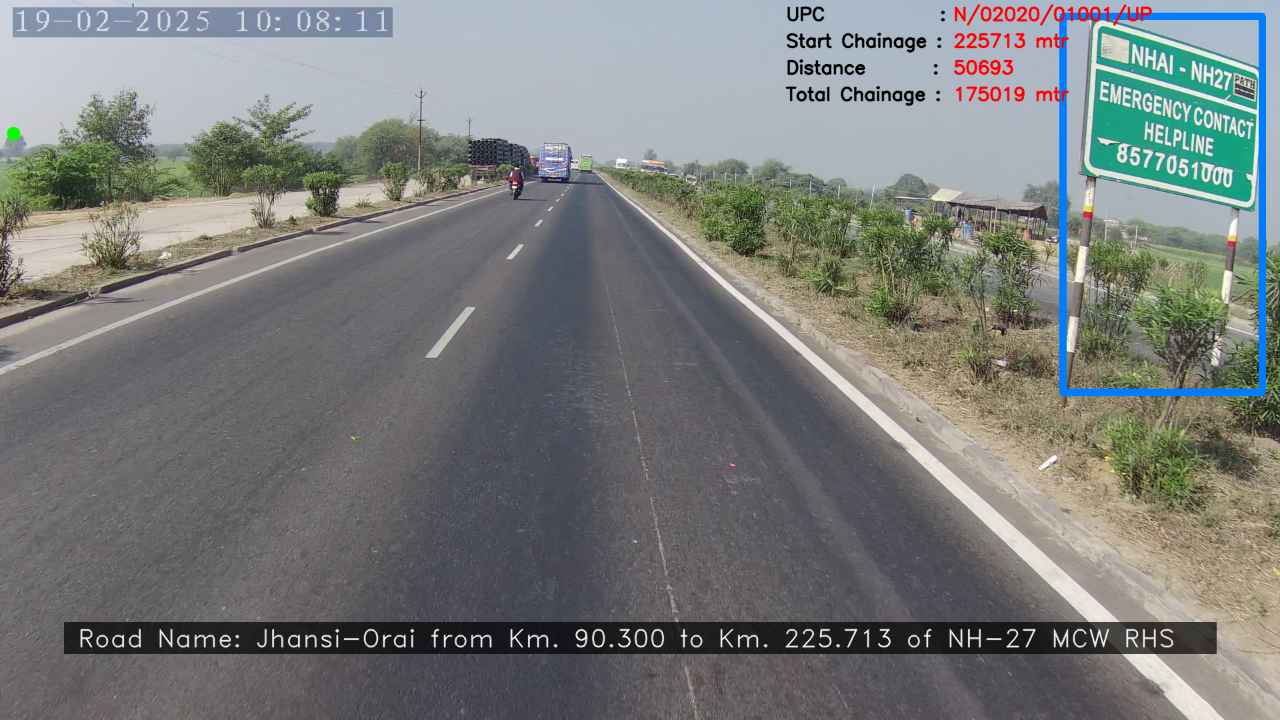 19-02-2025 10:08:11
UPC : N/02020/01001/UP
Start Chainage : 225713 mtr
Distance : 50693
Total Chainage : 175019 mtr
NHAI - NH27
PATH
EMERGENCY CONTACT
HELPLINE
8577051000
Road Name: Jhansi-Orai from Km. 90.300 to Km. 225.713 of NH-27 MCW RHS